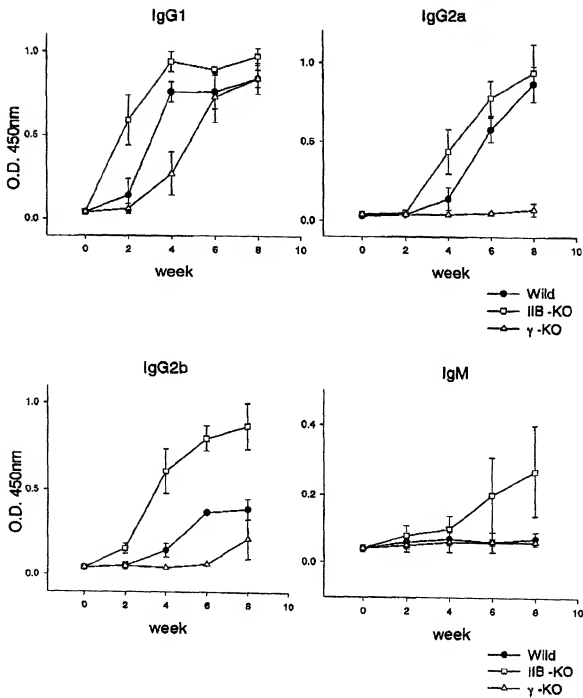 IgG1
1.0
0.5
0.0
O.D. 450nm
0 2 4 6 8 10
week
IgG2a
1.0
0.5
0.0
0 2 4 6 8 10
week
Wild
IIB-KO
γ-KO
IgG2b
1.0
0.5
0.0
O.D. 450nm
0 2 4 6 8 10
week
IgM
0.4
0.2
0.0
0 2 4 6 8 10
week
Wild
IIB-KO
γ-KO